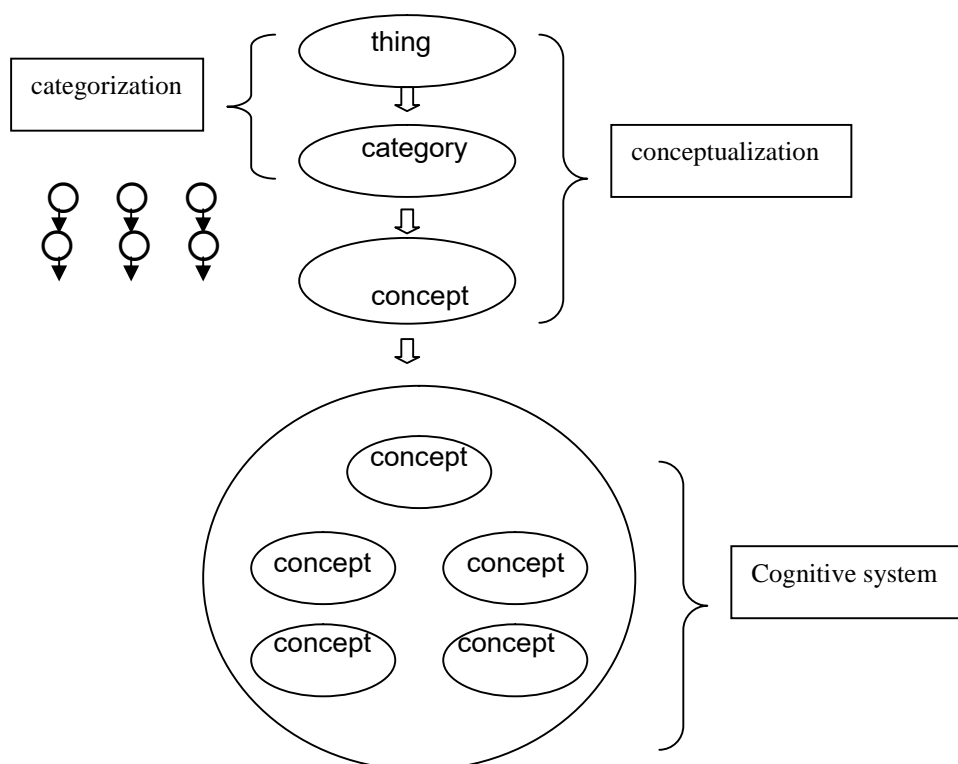 thing
categorization
category
conceptualization
concept
concept
concept
concept
Cognitive system
concept
concept